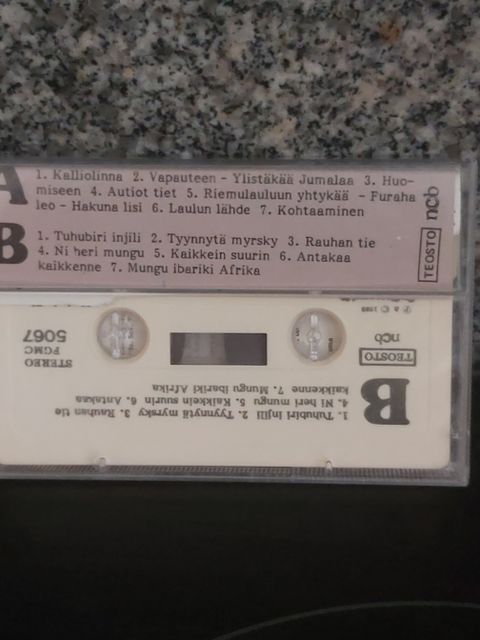 A
1. Kalliolinna 2. Vapauteen - Ylistäkää Jumalaa 3. Huo-
miseen 4. Autiot tiet 5. Riemulauluun yhtykää - Furaha
leo - Hakuna lisi 6. Laulun lähde 7. Kohtaaminen
B
1. Tuhubiri injili 2. Tyynnytä myrsky 3. Rauhan tie
4. Ni heri mungu 5. Kaikkein suurin 6. Antakaa
kaikkenne 7. Mungu ibariki Afrika
TEOSTO ncb
B
1. Tuhubiri injili 2. Tyynnytä myrsky 3. Rauhan tie
4. Ni heri mungu 5. Kaikkein suurin 6. Antakaa
kaikkenne 7. Mungu ibariki Afrika
TEOSTO
ncb
STEREO
FGMC
5067